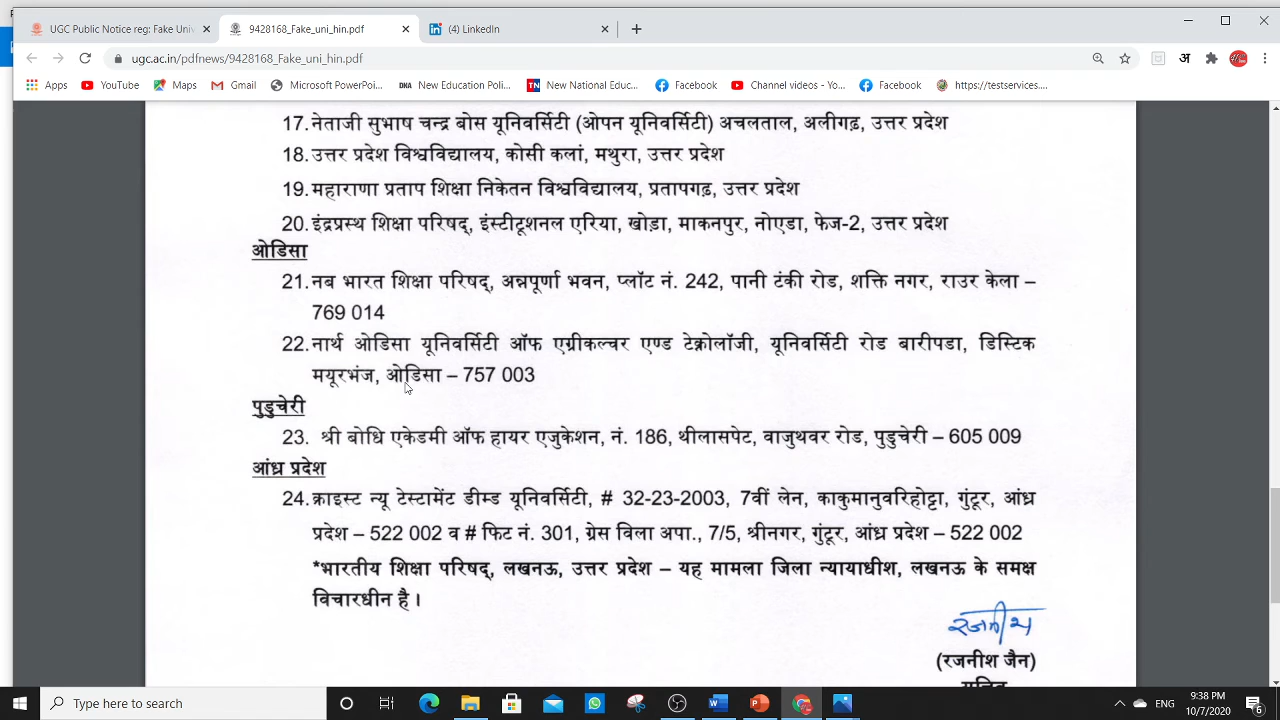 UGC Public Notice reg: Fake Univ
9428168_Fake_uni_hin.pdf
(4) LinkedIn
ugc.ac.in/pdfnews/9428168_Fake_uni_hin.pdf
Apps YouTube Maps Gmail Microsoft PowerPoi... DNA New Education Poli... TN New National Educ... Facebook Channel videos - Yo... Facebook https://testservices....
17. नेताजी सुभाष चन्द्र बोस यूनिवर्सिटी (ओपन यूनिवर्सिटी) अचलताल, अलीगढ़, उत्तर प्रदेश
18. उत्तर प्रदेश विश्वविद्यालय, कोसी कलां, मथुरा, उत्तर प्रदेश
19. महाराणा प्रताप शिक्षा निकेतन विश्वविद्यालय, प्रतापगढ़, उत्तर प्रदेश
20. इंद्रप्रस्थ शिक्षा परिषद्, इंस्टीटूशनल एरिया, खोड़ा, माकनपुर, नोएडा, फेज-2, उत्तर प्रदेश
ओडिसा
21. नब भारत शिक्षा परिषद्, अन्नपूर्णा भवन, प्लॉट नं. 242, पानी टंकी रोड, शक्ति नगर, राउर केला –
769 014
22. नार्थ ओडिसा यूनिवर्सिटी ऑफ एग्रीकल्चर एण्ड टेक्नोलॉजी, यूनिवर्सिटी रोड बारीपडा, डिस्टिक
मयूरभंज, ओडिसा – 757 003
पुडुचेरी
23. श्री बोधि एकेडमी ऑफ हायर एजुकेशन, नं. 186, थीलासपेट, वाजुथवर रोड, पुडुचेरी – 605 009
आंध्र प्रदेश
24. क्राइस्ट न्यू टेस्टामेंट डीम्ड यूनिवर्सिटी, # 32-23-2003, 7वीं लेन, काकुमानुवरिहोट्टा, गुंटूर, आंध्र
प्रदेश – 522 002 व # फिट नं. 301, ग्रेस विला अपा., 7/5, श्रीनगर, गुंटूर, आंध्र प्रदेश – 522 002
*भारतीय शिक्षा परिषद्, लखनऊ, उत्तर प्रदेश – यह मामला जिला न्यायाधीश, लखनऊ के समक्ष
विचारधीन है ।
(रजनीश जैन)
Type here to search
ENG
9:38 PM
10/7/2020
6